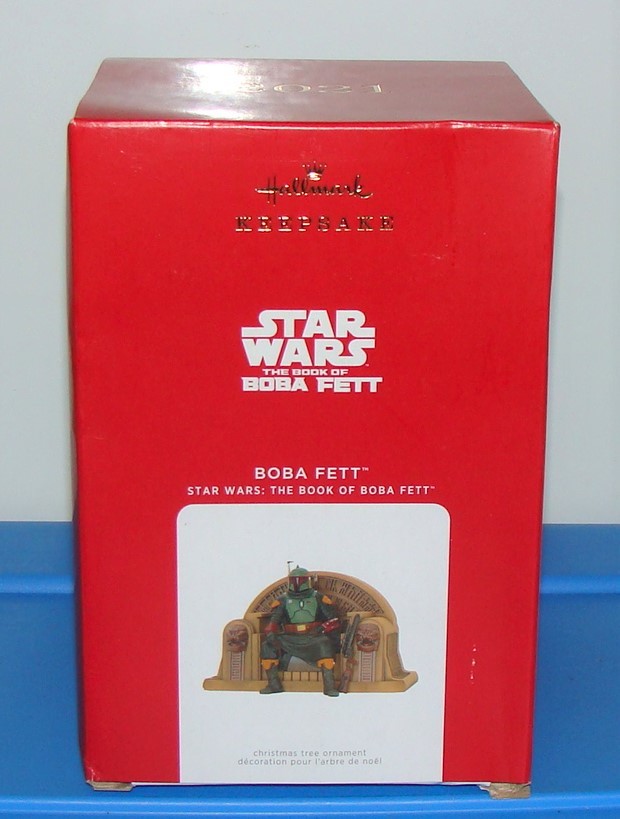 2021
Hallmark
KEEPSAKE
STAR
WARS
THE BOOK OF
BOBA FETT
BOBA FETT™
STAR WARS: THE BOOK OF BOBA FETT™
christmas tree ornament
décoration pour l'arbre de noël